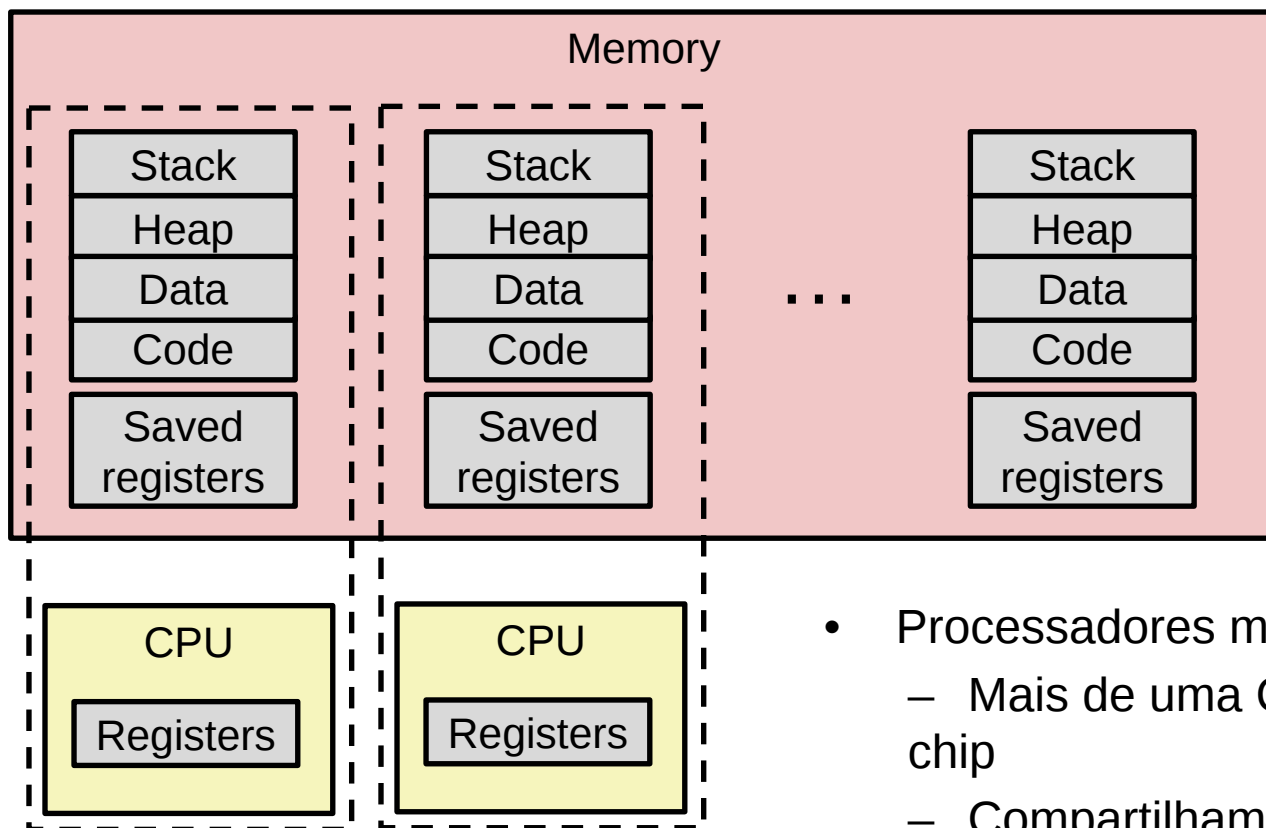 Memory
Stack
Heap
Data
Code
Saved
registers
Stack
Heap
Data
Code
Saved
registers
...
Stack
Heap
Data
Code
Saved
registers
CPU
Registers
CPU
Registers
• Processadores
– Mais de uma
chip
– Compartilham